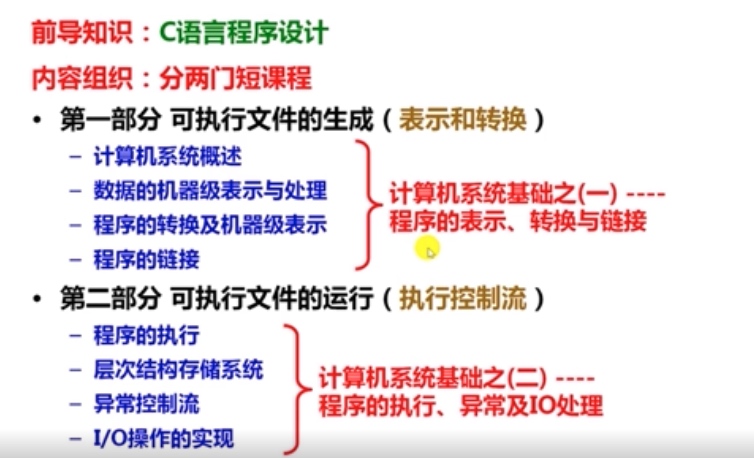 前导知识：C语言程序设计
内容组织：分两门短课程
• 第一部分 可执行文件的生成（表示和转换）
– 计算机系统概述
– 数据的机器级表示与处理
– 程序的转换及机器级表示
– 程序的链接
计算机系统基础之(一) ----
程序的表示、转换与链接
• 第二部分 可执行文件的运行（执行控制流）
– 程序的执行
– 层次结构存储系统
– 异常控制流
– I/O操作的实现
计算机系统基础之(二) ----
程序的执行、异常及IO处理